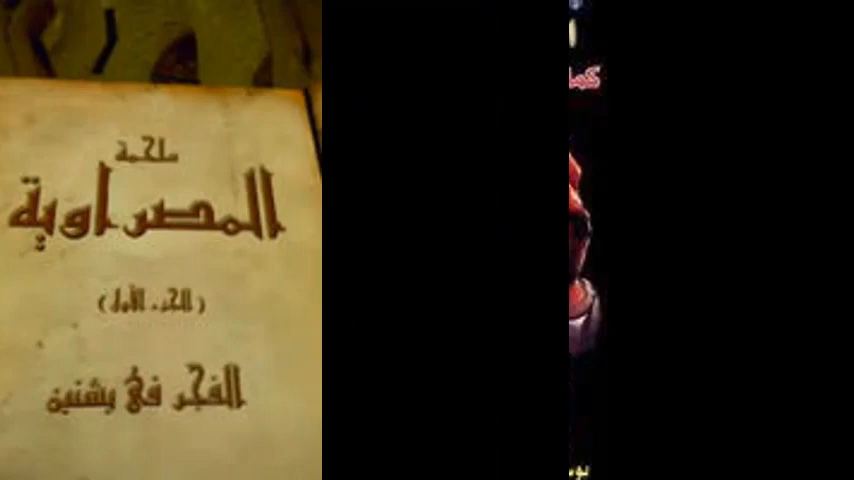 ملحمة
المصراوية
(الجزء الأول)
الفجر في بشنين